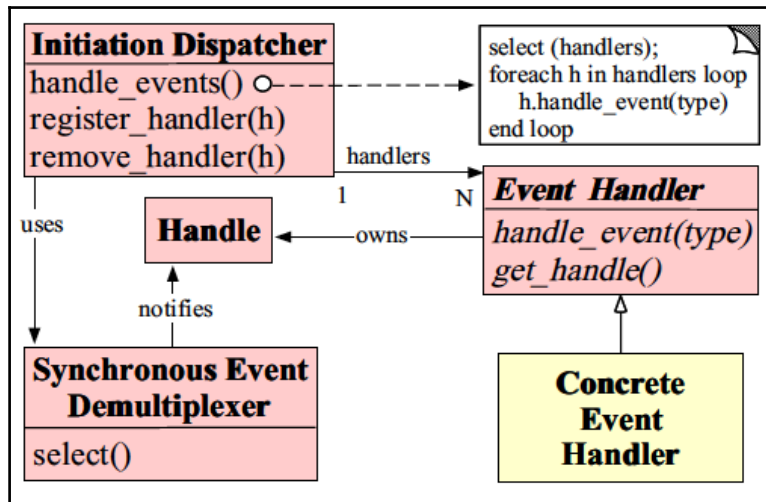 Initiation Dispatcher
handle_events()
register_handler(h)
remove_handler(h)
select (handlers);
foreach h in handlers loop
h.handle_event(type)
end loop
handlers
1
N
Event Handler
handle_event(type)
get_handle()
uses
Handle
owns
notifies
Synchronous Event
Demultiplexer
select()
Concrete
Event
Handler